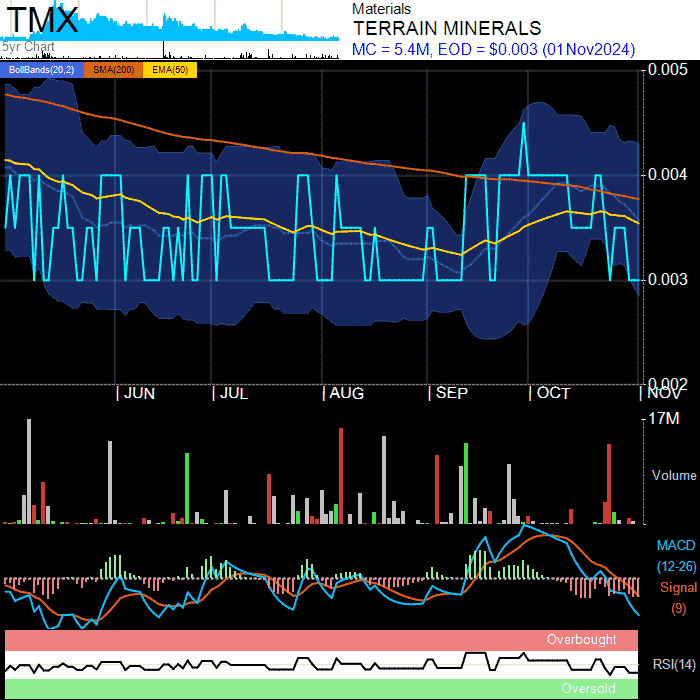 TMX
5yr Chart
Materials
TERRAIN MINERALS
MC = 5.4M, EOD = $0.003 (01Nov2024)
BollBands(20,2) SMA(200) EMA(50)
0.005
0.004
0.003
0.002
| JUN | JUL | AUG | SEP | OCT | NOV
17M
Volume
MACD
(12-26)
Signal
(9)
Overbought
RSI(14)
Oversold